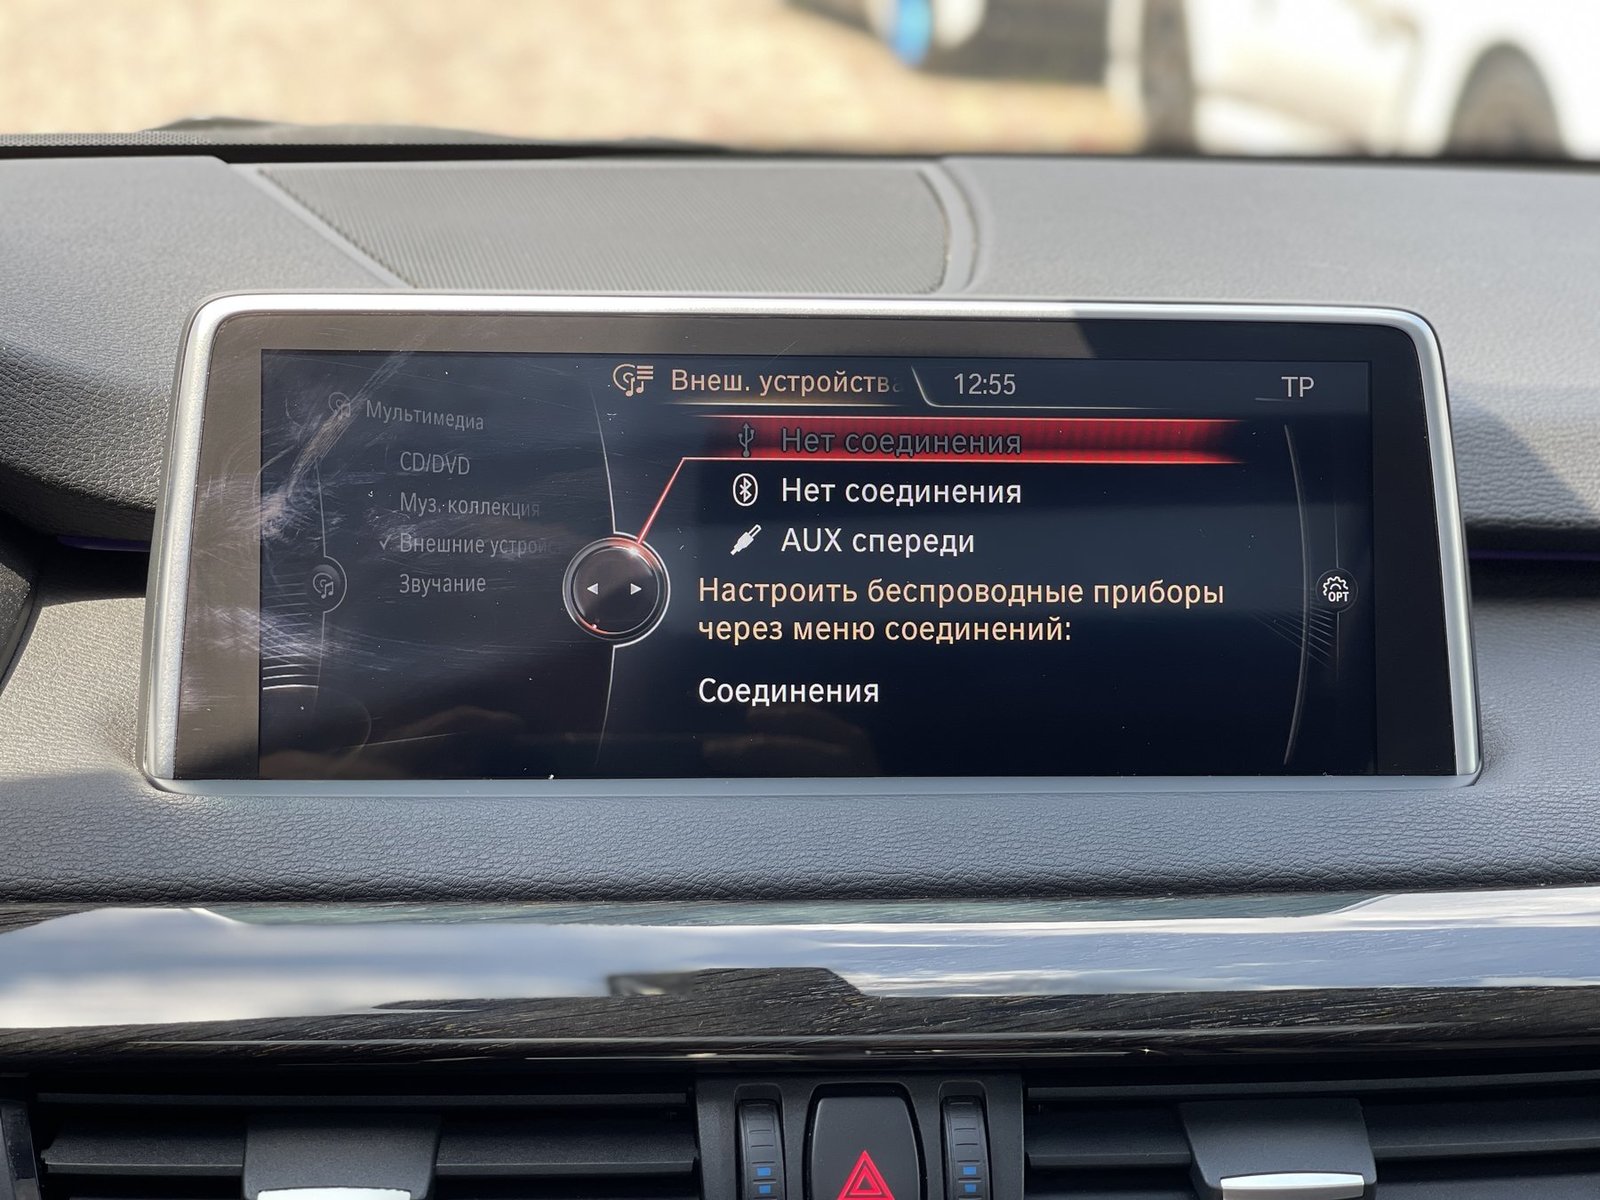 Внеш. устройства
12:55
TP
Мультимедиа
CD/DVD
Муз. коллекция
✓ Внешние устройс
Звучание
Нет соединения
Нет соединения
AUX спереди
Настроить беспроводные приборы
через меню соединений:
Соединения
OPT